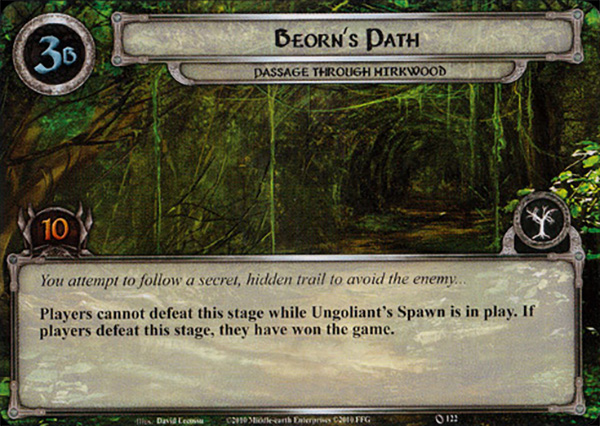 3B
Beorn's Path
Passage Through Mirkwood
10
You attempt to follow a secret, hidden trail to avoid the enemy...
Players cannot defeat this stage while Ungoliant's Spawn is in play. If
players defeat this stage, they have won the game.
Illus. David Lecossu
©2010 Middle-earth Enterprises ©2010 FFG
122